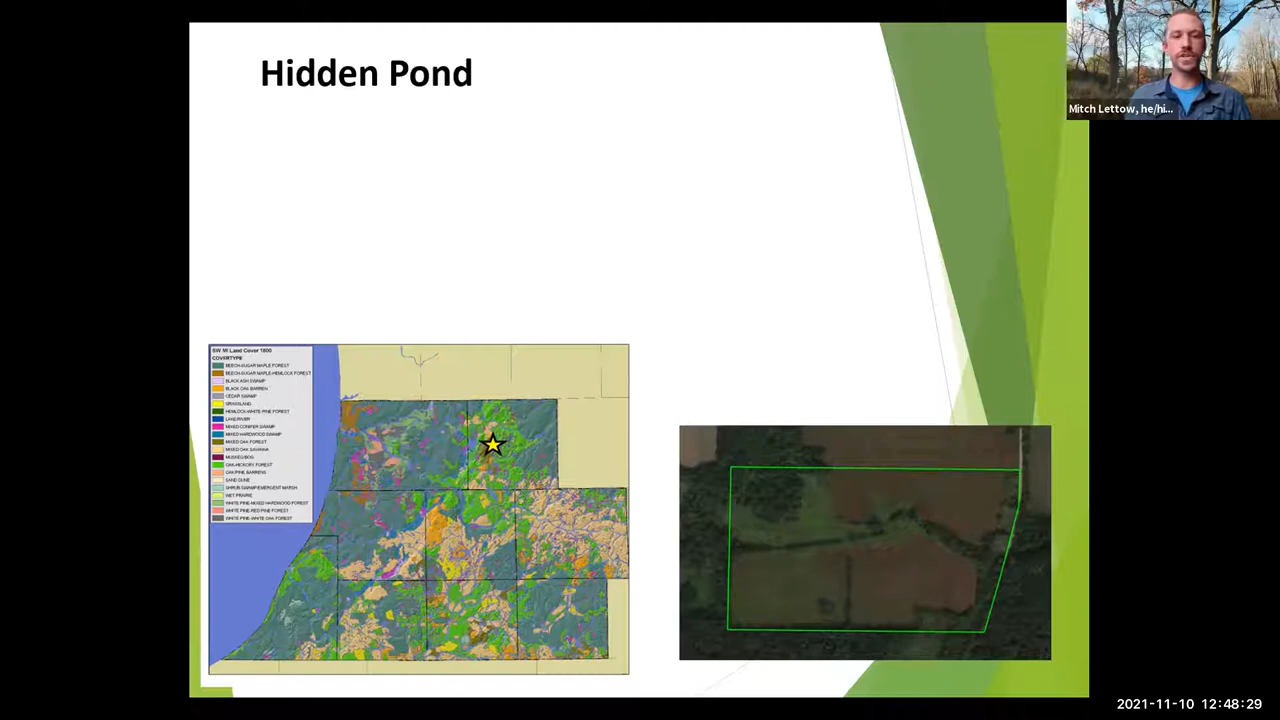 Hidden Pond
Mitch Lettow, he/hi...
SW MI Land Cover 1800
COVERTYPE
BEECH-SUGAR MAPLE FOREST
BEECH-SUGAR MAPLE-HEMLOCK FOREST
BLACK ASH SWAMP
BLACK OAK BARREN
CEDAR SWAMP
GRASSLAND
HEMLOCK-WHITE PINE FOREST
LAKE/RIVER
MIXED CONIFER SWAMP
MIXED HARDWOOD SWAMP
MIXED OAK FOREST
MIXED OAK SAVANNA
MUSKEG/BOG
OAK-HICKORY FOREST
OAK/PINE BARRENS
SAND DUNE
SHRUB SWAMP/EMERGENT MARSH
WET PRAIRIE
WHITE PINE-MIXED HARDWOOD FOREST
WHITE PINE-RED PINE FOREST
WHITE PINE-WHITE OAK FOREST
2021-11-10 12:48:29